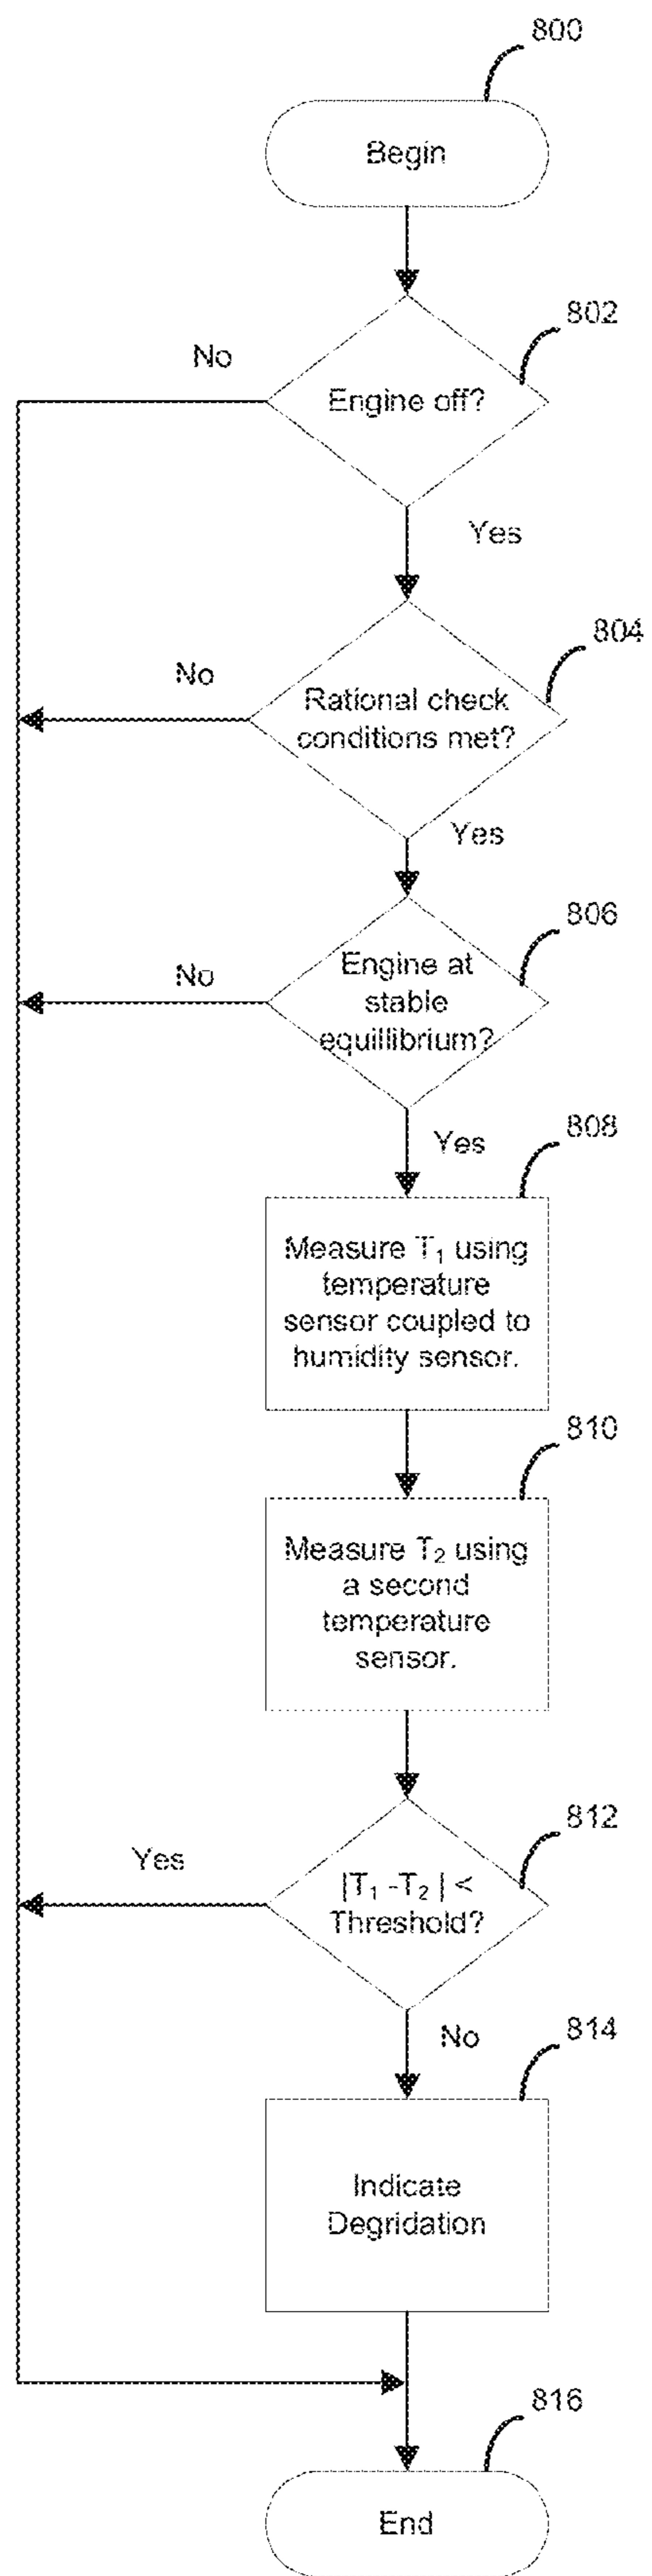 800
Begin
802
No
Engine off?
Yes
804
No
Rational check
conditions met?
Yes
806
No
Engine at
stable
equillibrium?
Yes
808
Measure T₁ using
temperature
sensor coupled to
humidity sensor.
810
Measure T₂ using
a second
temperature
sensor.
812
Yes
|T₁ -T₂ | <
Threshold?
No
814
Indicate
Degridation
816
End